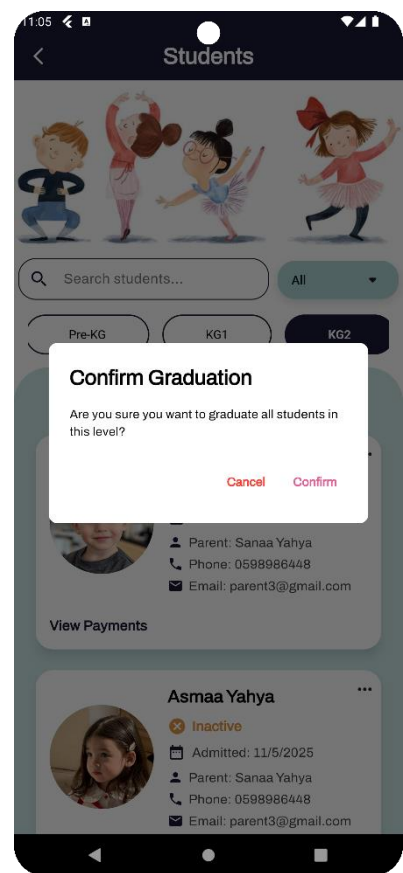 11:05
Students
Search students...
All
Pre-KG
KG1
KG2
Confirm Graduation
Are you sure you want to graduate all students in
this level?
Cancel
Confirm
Parent: Sanaa Yahya
Phone: 0598986448
Email: parent3@gmail.com
View Payments
Asmaa Yahya
Inactive
Admitted: 11/5/2025
Parent: Sanaa Yahya
Phone: 0598986448
Email: parent3@gmail.com